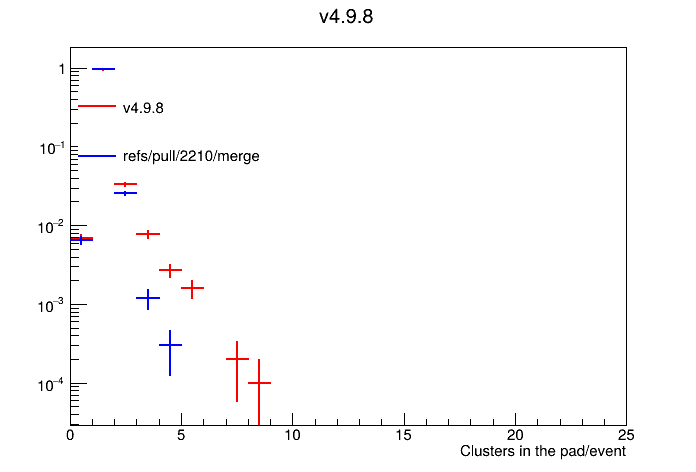 v4.9.8
1
v4.9.8
10⁻¹
refs/pull/2210/merge
10⁻²
10⁻³
10⁻⁴
0 5 10 15 20 25
Clusters in the pad/event